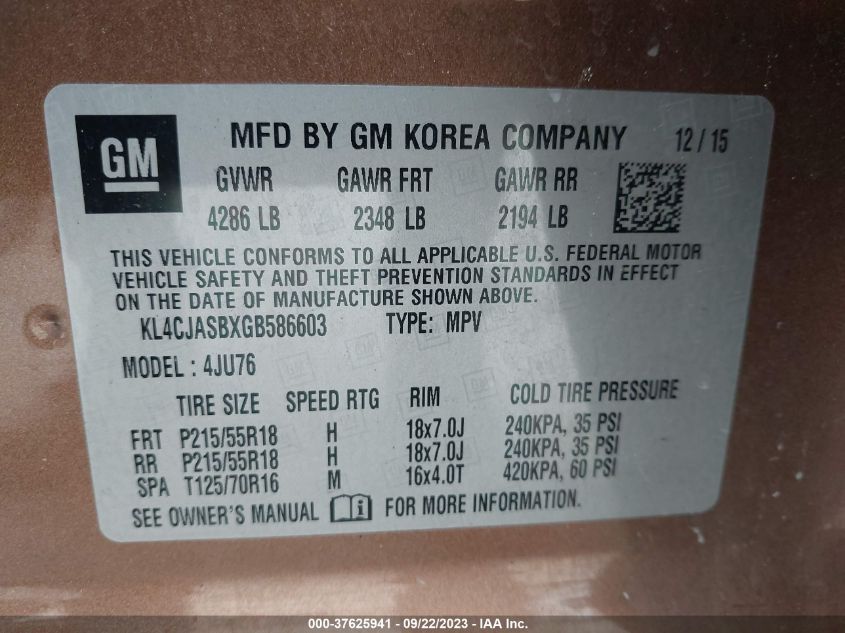 GM
MFD BY GM KOREA COMPANY 12/15
GVWR GAWR FRT GAWR RR
4286 LB 2348 LB 2194 LB
THIS VEHICLE CONFORMS TO ALL APPLICABLE U.S. FEDERAL MOTOR
VEHICLE SAFETY AND THEFT PREVENTION STANDARDS IN EFFECT
ON THE DATE OF MANUFACTURE SHOWN ABOVE.
KL4CJASBXGB586603 TYPE: MPV
MODEL: 4JU76
TIRE SIZE SPEED RTG RIM COLD TIRE PRESSURE
FRT P215/55R18 H 18x7.0J 240KPA, 35 PSI
RR P215/55R18 H 18x7.0J 240KPA, 35 PSI
SPA T125/70R16 M 16x4.0T 420KPA, 60 PSI
SEE OWNER'S MANUAL i FOR MORE INFORMATION.
000-37625941 - 09/22/2023 - IAA Inc.